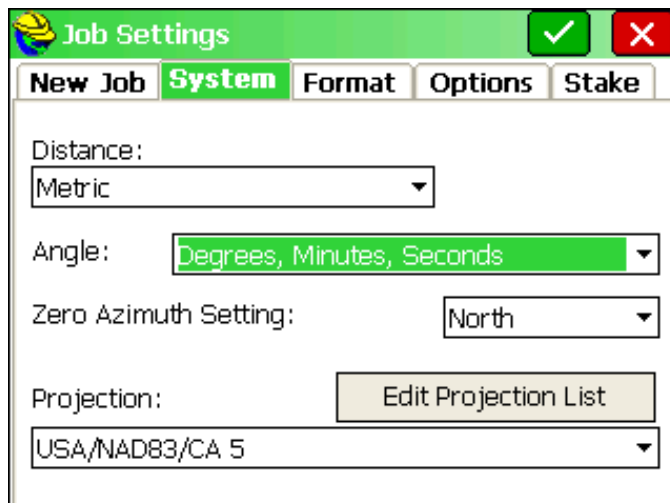 Job Settings
New Job System Format Options Stake
Distance:
Metric
Angle: Degrees, Minutes, Seconds
Zero Azimuth Setting: North
Projection: Edit Projection List
USA/NAD83/CA 5